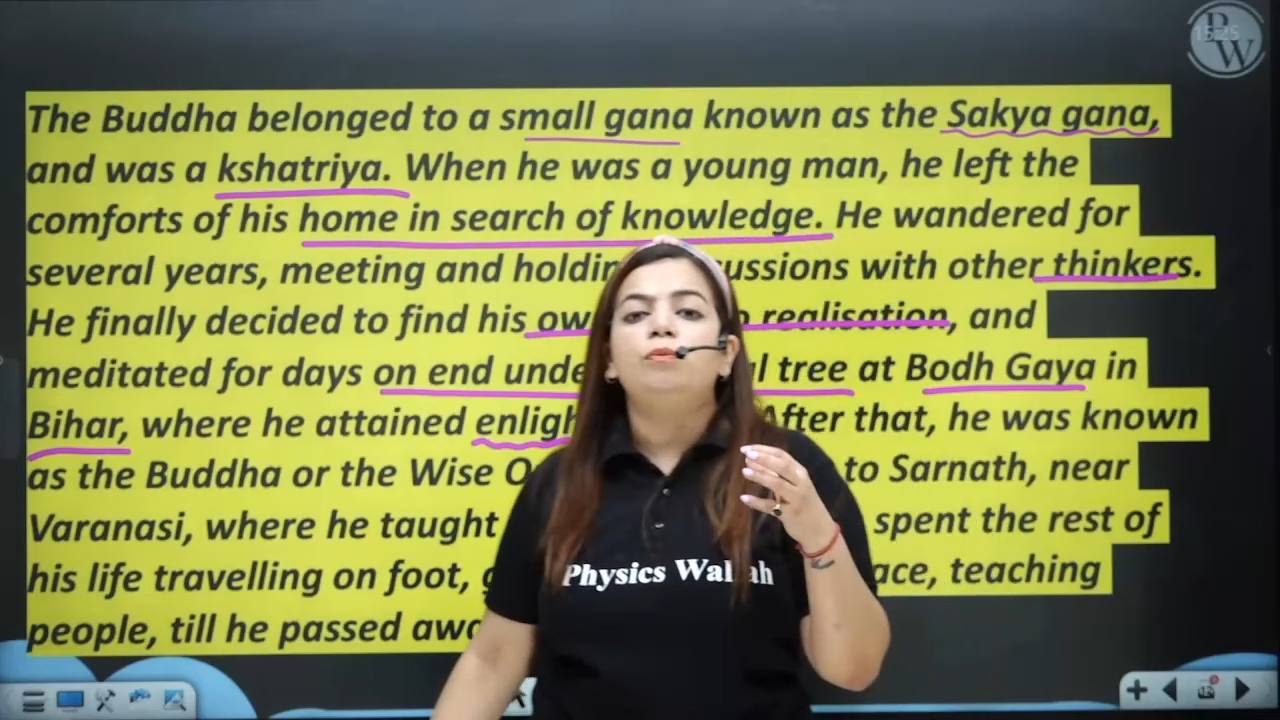 The Buddha belonged to a small gana known as the Sakya gana,
and was a kshatriya. When he was a young man, he left the
comforts of his home in search of knowledge. He wandered for
several years, meeting and holdin ussions with other thinkers.
He finally decided to find his ow o realisation, and
meditated for days on end unde l tree at Bodh Gaya in
Bihar, where he attained enligh After that, he was known
as the Buddha or the Wise O to Sarnath, near
Varanasi, where he taught spent the rest of
his life travelling on foot, ace, teaching
people, till he passed awa
Physics Wallah
PW
15:25